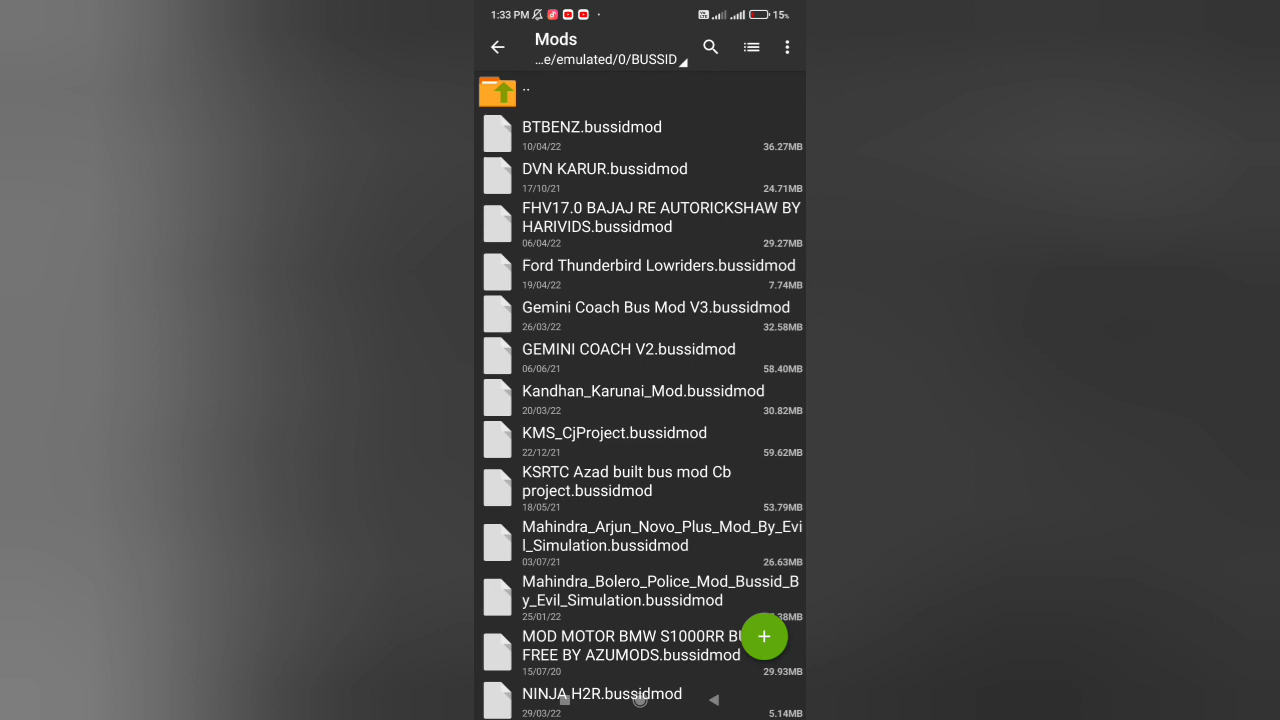 1:33 PM
15%
Mods
...e/emulated/0/BUSSID
..
BTBENZ.bussidmod
10/04/22 36.27MB
DVN KARUR.bussidmod
17/10/21 24.71MB
FHV17.0 BAJAJ RE AUTORICKSHAW BY
HARIVIDS.bussidmod
06/04/22 29.27MB
Ford Thunderbird Lowriders.bussidmod
19/04/22 7.74MB
Gemini Coach Bus Mod V3.bussidmod
26/03/22 32.58MB
GEMINI COACH V2.bussidmod
06/06/21 58.40MB
Kandhan_Karunai_Mod.bussidmod
20/03/22 30.82MB
KMS_CjProject.bussidmod
22/12/21 59.62MB
KSRTC Azad built bus mod Cb
project.bussidmod
18/05/21 53.79MB
Mahindra_Arjun_Novo_Plus_Mod_By_Evi
l_Simulation.bussidmod
03/07/21 26.63MB
Mahindra_Bolero_Police_Mod_Bussid_B
y_Evil_Simulation.bussidmod
25/01/22
MOD MOTOR BMW S1000RR
FREE BY AZUMODS.bussidmod
15/07/20 29.93MB
NINJA H2R.bussidmod
29/03/22 5.14MB